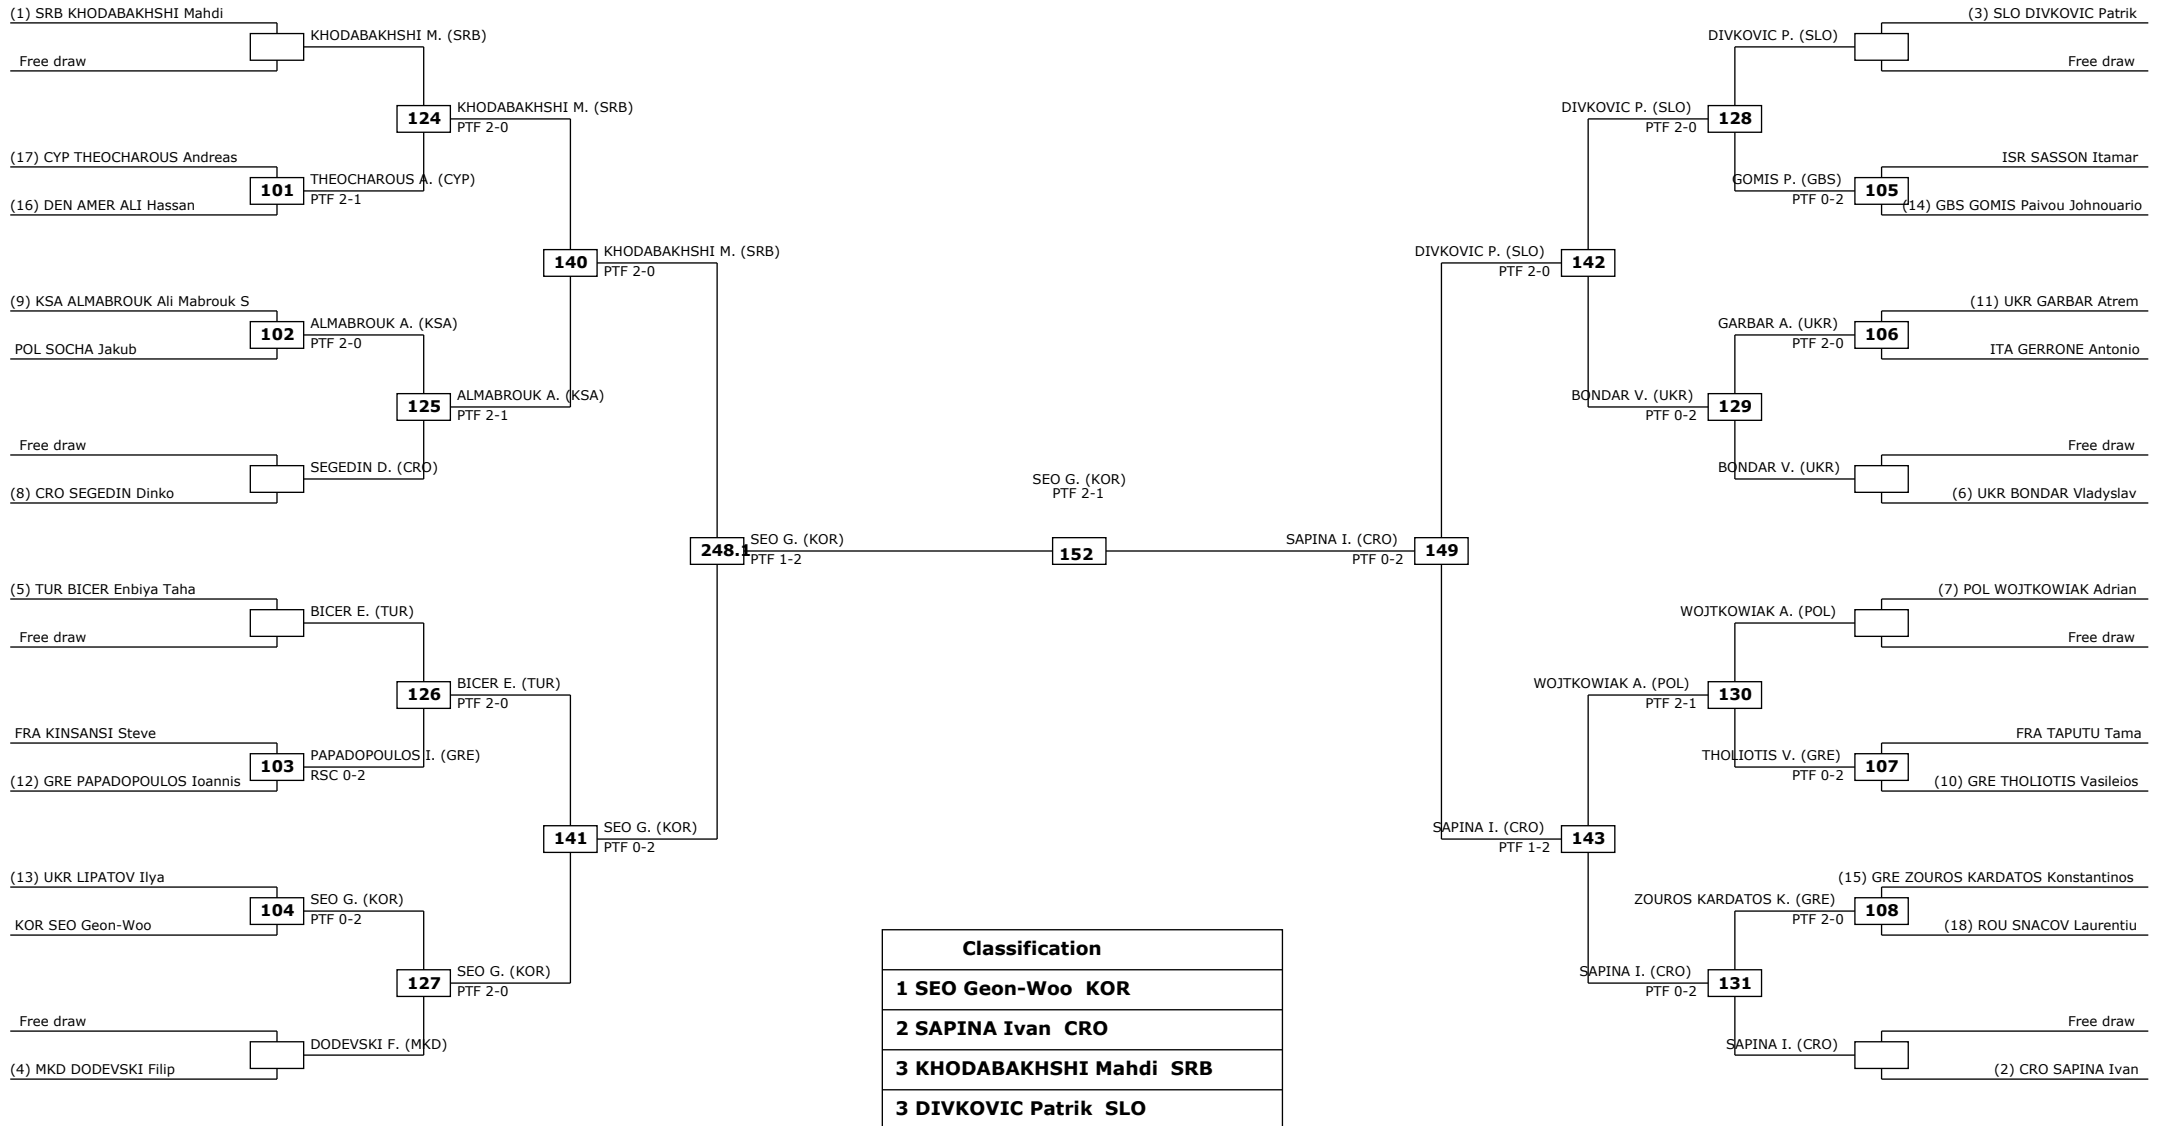 (1) SRB KHODABAKHSHI Mahdi
KHODABAKHSHI M. (SRB)
Free draw
124
KHODABAKHSHI M. (SRB)
PTF 2-0
(17) CYP THEOCHAROUS Andreas
101
THEOCHAROUS A. (CYP)
PTF 2-1
(16) DEN AMER ALI Hassan
140
KHODABAKHSHI M. (SRB)
PTF 2-0
(9) KSA ALMABROUK Ali Mabrouk S
102
ALMABROUK A. (KSA)
PTF 2-0
POL SOCHA Jakub
125
ALMABROUK A. (KSA)
PTF 2-1
Free draw
SEGEDIN D. (CRO)
(8) CRO SEGEDIN Dinko
248.1
SEO G. (KOR)
PTF 1-2
(5) TUR BICER Enbiya Taha
BICER E. (TUR)
Free draw
126
BICER E. (TUR)
PTF 2-0
FRA KINSANSI Steve
103
PAPADOPOULOS I. (GRE)
RSC 0-2
(12) GRE PAPADOPOULOS Ioannis
141
SEO G. (KOR)
PTF 0-2
(13) UKR LIPATOV Ilya
104
SEO G. (KOR)
PTF 0-2
KOR SEO Geon-Woo
127
SEO G. (KOR)
PTF 2-0
Free draw
DODEVSKI F. (MKD)
(4) MKD DODEVSKI Filip
SEO G. (KOR)
PTF 2-1
152
(3) SLO DIVKOVIC Patrik
DIVKOVIC P. (SLO)
Free draw
DIVKOVIC P. (SLO)
PTF 2-0
128
ISR SASSON Itamar
GOMIS P. (GBS)
PTF 0-2
105
(14) GBS GOMIS Paivou Johnouario
DIVKOVIC P. (SLO)
PTF 2-0
142
(11) UKR GARBAR Atrem
GARBAR A. (UKR)
PTF 2-0
106
ITA GERRONE Antonio
BONDAR V. (UKR)
PTF 0-2
129
Free draw
BONDAR V. (UKR)
(6) UKR BONDAR Vladyslav
SAPINA I. (CRO)
PTF 0-2
149
(7) POL WOJTKOWIAK Adrian
WOJTKOWIAK A. (POL)
Free draw
WOJTKOWIAK A. (POL)
PTF 2-1
130
FRA TAPUTU Tama
THOLIOTIS V. (GRE)
PTF 0-2
107
(10) GRE THOLIOTIS Vasileios
SAPINA I. (CRO)
PTF 1-2
143
(15) GRE ZOUROS KARDATOS Konstantinos
ZOUROS KARDATOS K. (GRE)
PTF 2-0
108
(18) ROU SNACOV Laurentiu
SAPINA I. (CRO)
PTF 0-2
131
Free draw
SAPINA I. (CRO)
(2) CRO SAPINA Ivan
Classification
1 SEO Geon-Woo KOR
2 SAPINA Ivan CRO
3 KHODABAKHSHI Mahdi SRB
3 DIVKOVIC Patrik SLO